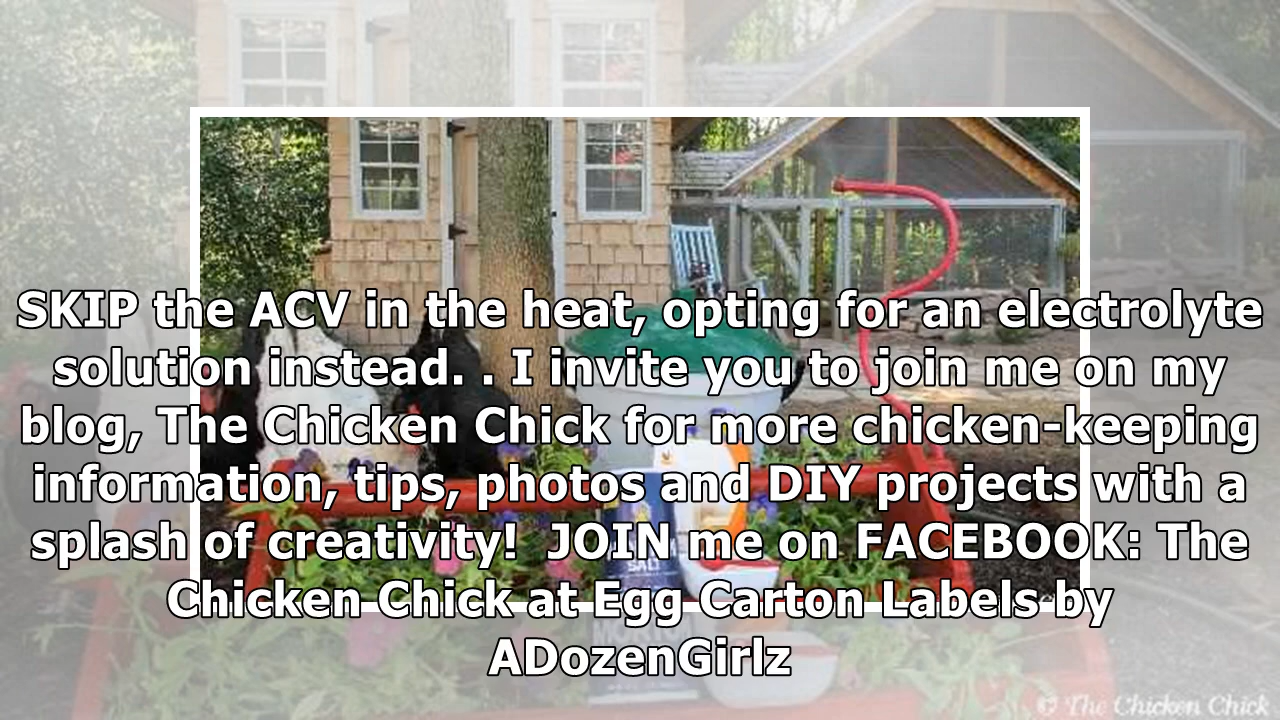 SKIP the ACV in the heat, opting for an electrolyte
solution instead. . I invite you to join me on my
blog, The Chicken Chick for more chicken-keeping
information, tips, photos and DIY projects with a
splash of creativity!  JOIN me on FACEBOOK: The
Chicken Chick at Egg Carton Labels by
ADozenGirlz
SALT
© The Chicken Chick